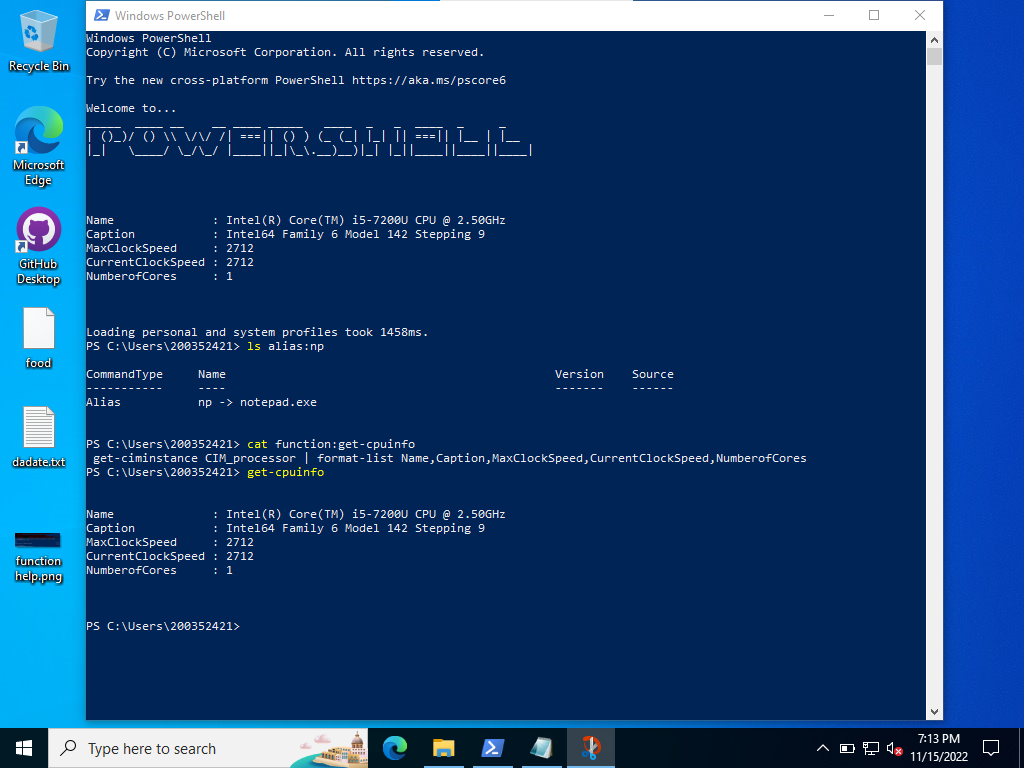 Recycle Bin
Microsoft
Edge
GitHub
Desktop
food
dadate.txt
function
help.png
Windows PowerShell
Windows PowerShell
Copyright (C) Microsoft Corporation. All rights reserved.
Try the new cross-platform PowerShell https://aka.ms/pscore6
Welcome to...
POWERSHELL
Name : Intel(R) Core(TM) i5-7200U CPU @ 2.50GHz
Caption : Intel64 Family 6 Model 142 Stepping 9
MaxClockSpeed : 2712
CurrentClockSpeed : 2712
NumberofCores : 1
Loading personal and system profiles took 1458ms.
PS C:\Users\200352421> ls alias:np
CommandType Name Version Source
----------- ---- ------- ------
Alias np -> notepad.exe
PS C:\Users\200352421> cat function:get-cpuinfo
get-ciminstance CIM_processor | format-list Name,Caption,MaxClockSpeed,CurrentClockSpeed,NumberofCores
PS C:\Users\200352421> get-cpuinfo
Name : Intel(R) Core(TM) i5-7200U CPU @ 2.50GHz
Caption : Intel64 Family 6 Model 142 Stepping 9
MaxClockSpeed : 2712
CurrentClockSpeed : 2712
NumberofCores : 1
PS C:\Users\200352421>
Type here to search
7:13 PM
11/15/2022